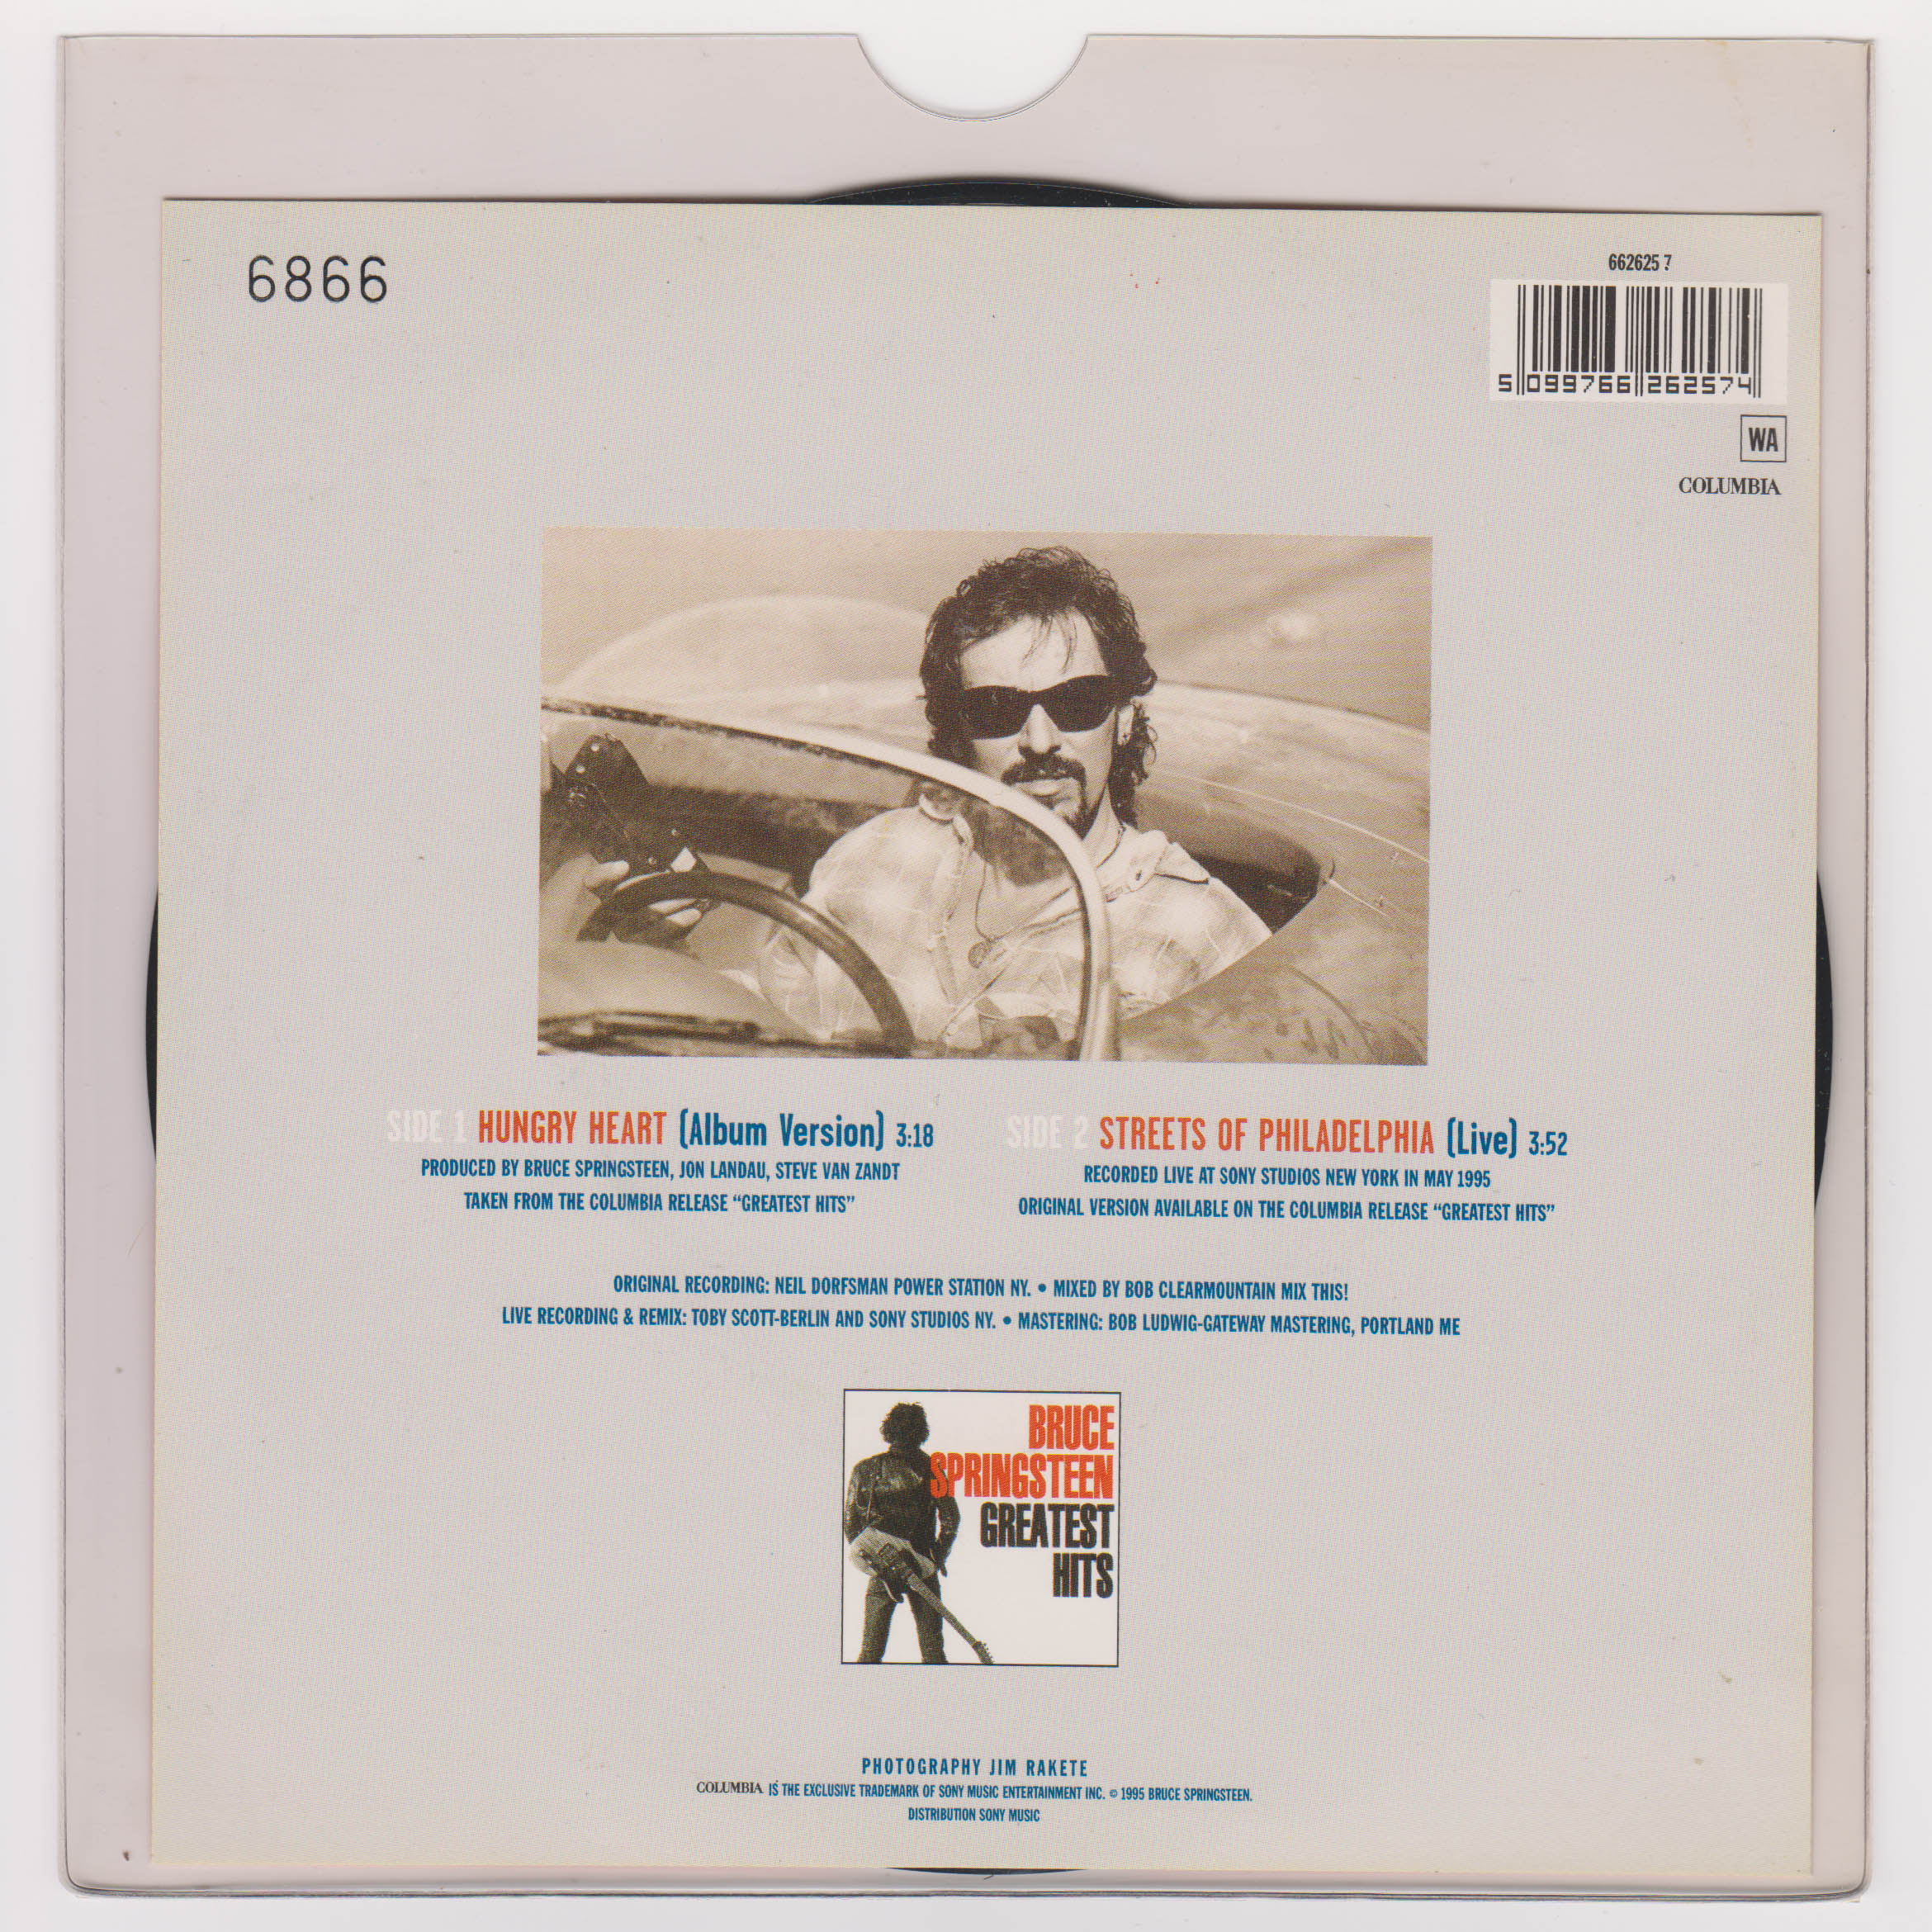 6866
662625 7
5 099766 262574
WA
COLUMBIA
SIDE 1 HUNGRY HEART (Album Version) 3:18
PRODUCED BY BRUCE SPRINGSTEEN, JON LANDAU, STEVE VAN ZANDT
TAKEN FROM THE COLUMBIA RELEASE “GREATEST HITS”
SIDE 2 STREETS OF PHILADELPHIA (Live) 3:52
RECORDED LIVE AT SONY STUDIOS NEW YORK IN MAY 1995
ORIGINAL VERSION AVAILABLE ON THE COLUMBIA RELEASE “GREATEST HITS”
ORIGINAL RECORDING: NEIL DORFSMAN POWER STATION NY. • MIXED BY BOB CLEARMOUNTAIN MIX THIS!
LIVE RECORDING & REMIX: TOBY SCOTT-BERLIN AND SONY STUDIOS NY. • MASTERING: BOB LUDWIG-GATEWAY MASTERING, PORTLAND ME
BRUCE
SPRINGSTEEN
GREATEST
HITS
PHOTOGRAPHY JIM RAKETE
COLUMBIA IS THE EXCLUSIVE TRADEMARK OF SONY MUSIC ENTERTAINMENT INC. © 1995 BRUCE SPRINGSTEEN.
DISTRIBUTION SONY MUSIC